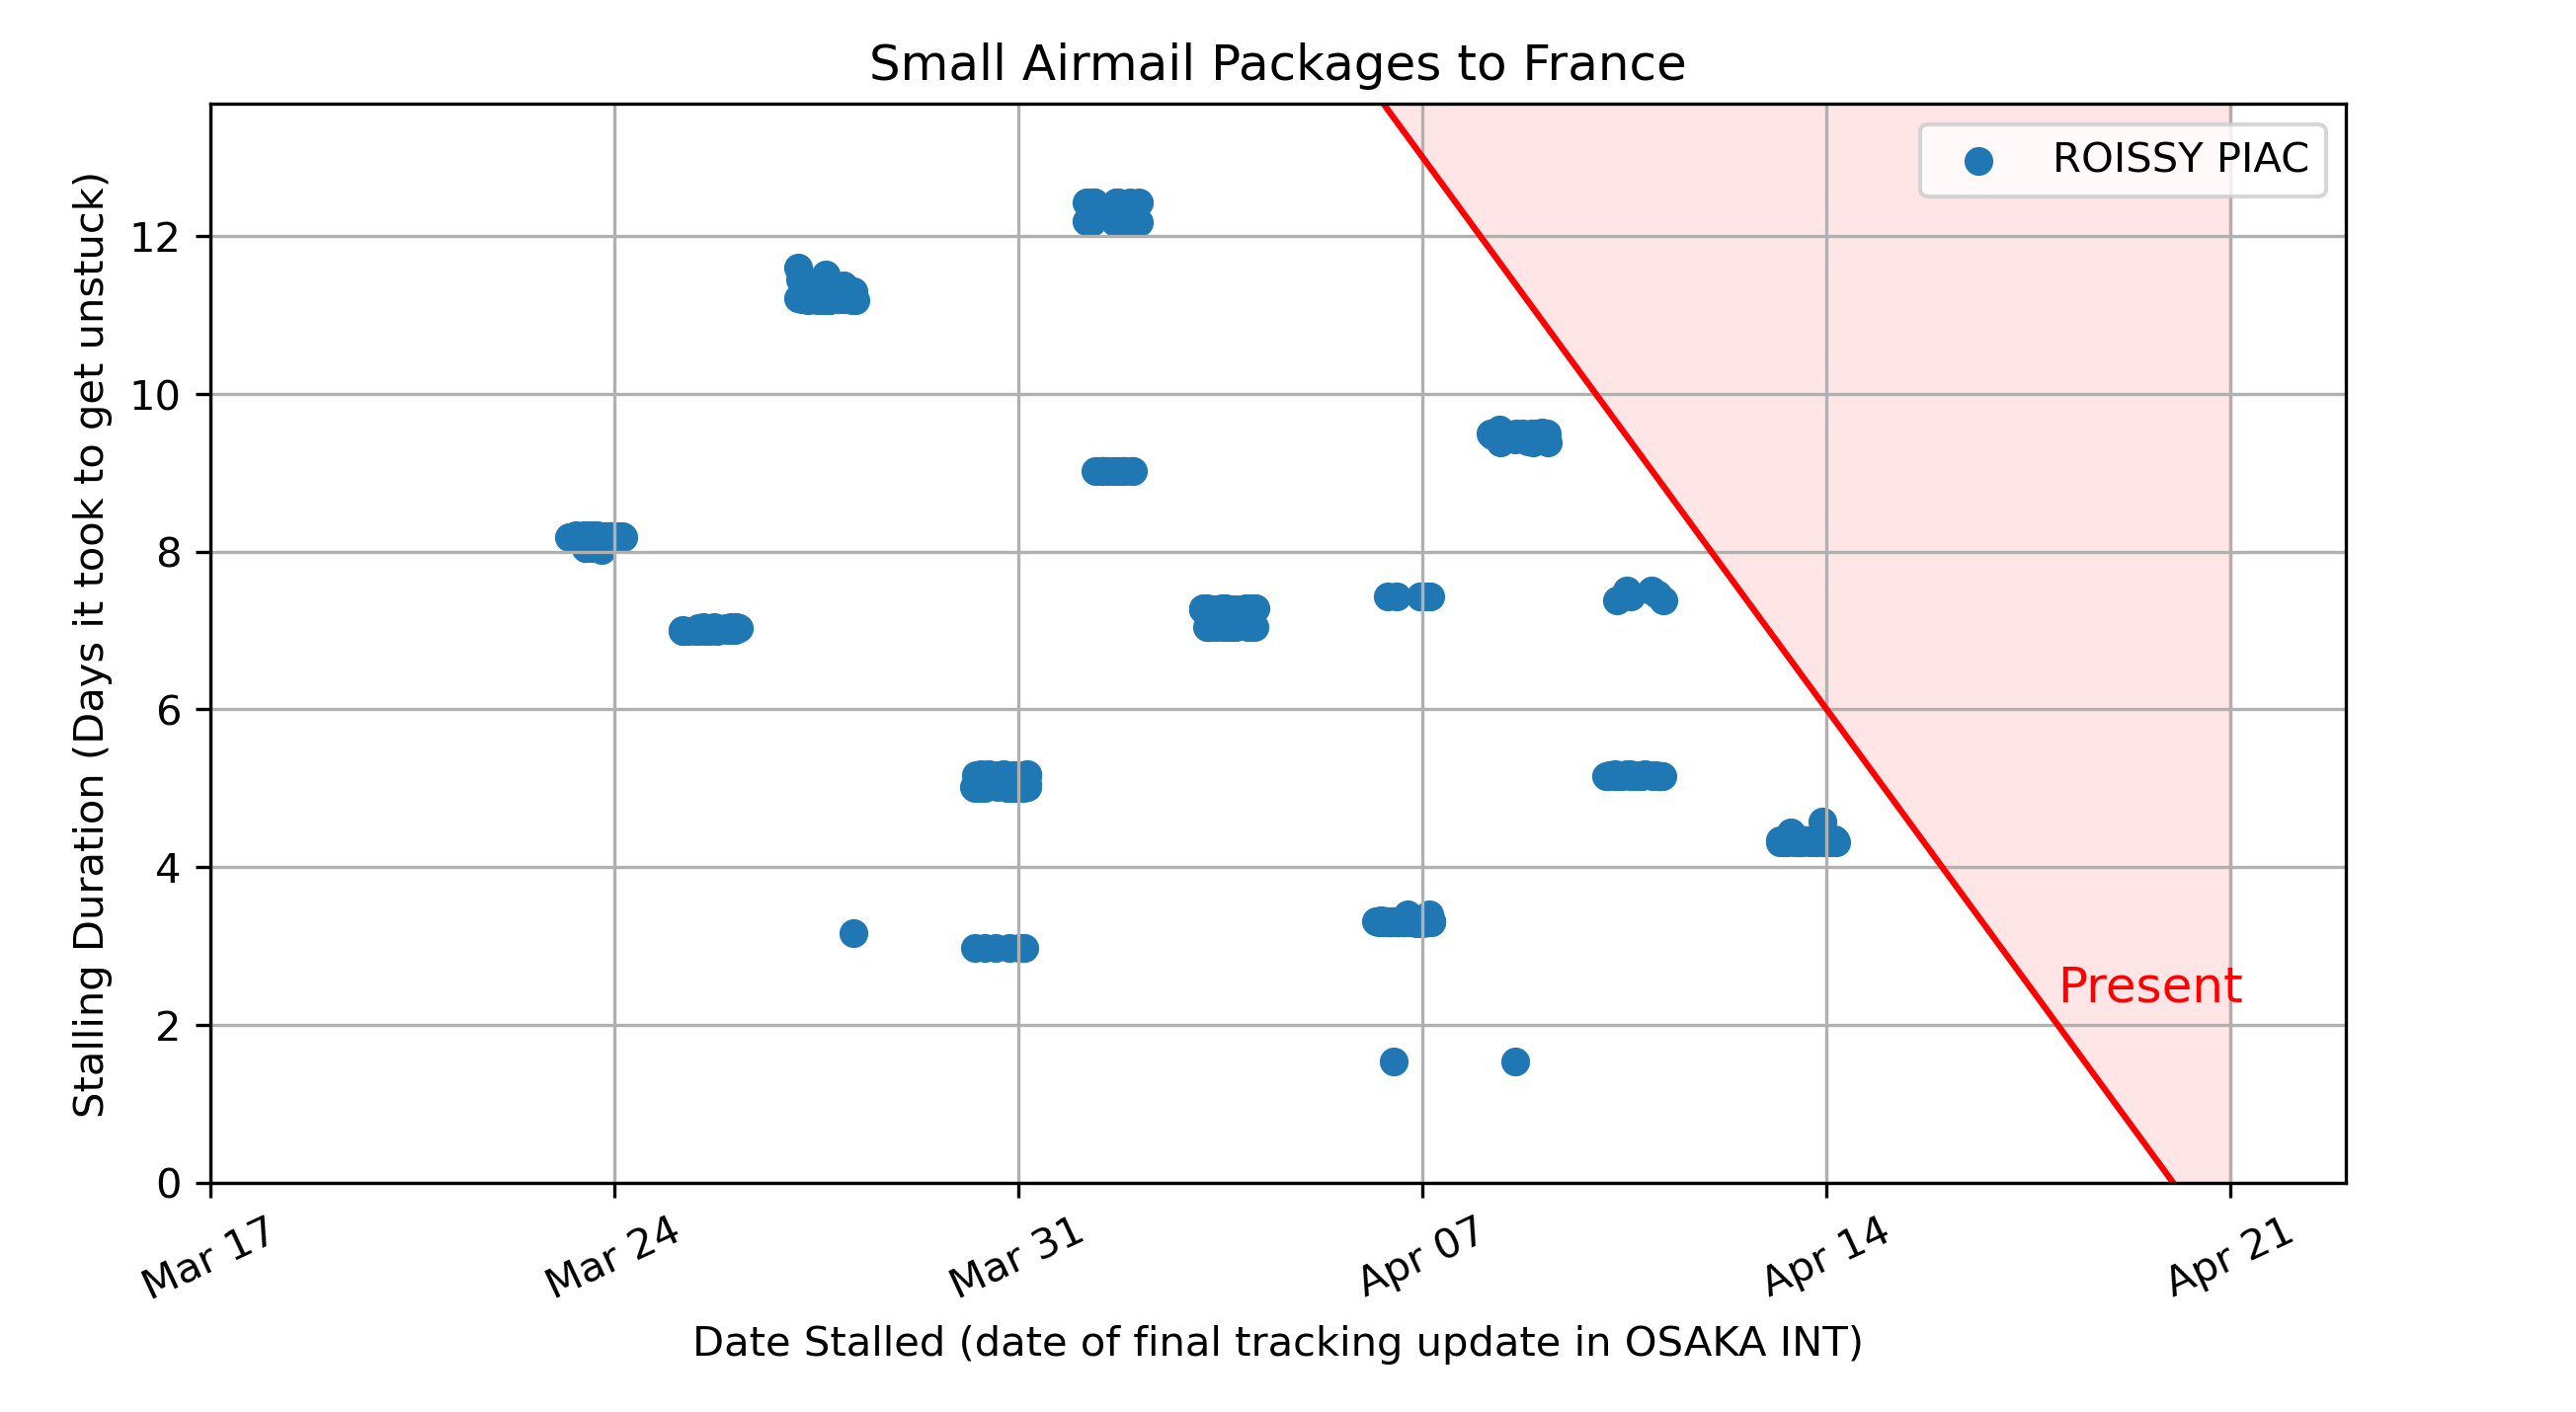 Small Airmail Packages to France
ROISSY PIAC
Stalling Duration (Days it took to get unstuck)
12
10
8
6
4
2
0
Present
Mar 17
Mar 24
Mar 31
Apr 07
Apr 14
Apr 21
Date Stalled (date of final tracking update in OSAKA INT)